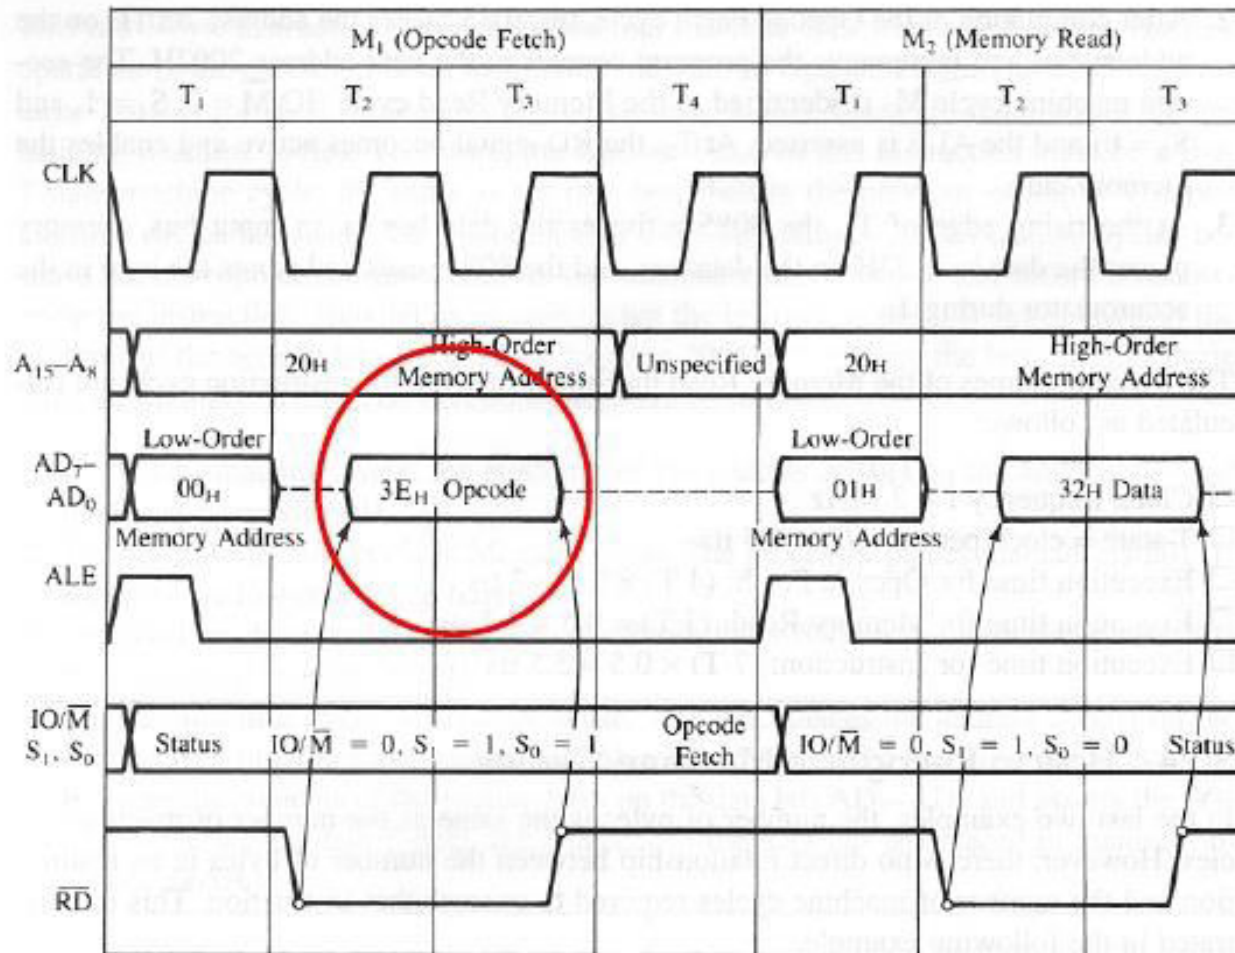 M₁ (Opcode Fetch) M₂ (Memory Read)
T₁ T₂ T₃ T₄ T₁ T₂ T₃
CLK
A₁₅–A₈ 20H High-Order Memory Address Unspecified 20H High-Order Memory Address
Low-Order Low-Order
AD₇–AD₀ 00H 3EH Opcode 01H 32H Data
Memory Address Memory Address
ALE
IO/M̅ S₁, S₀ Status IO/M̅ = 0, S₁ = 1, S₀ = 1 Opcode Fetch IO/M̅ = 0, S₁ = 1, S₀ = 0 Status
R̅D̅